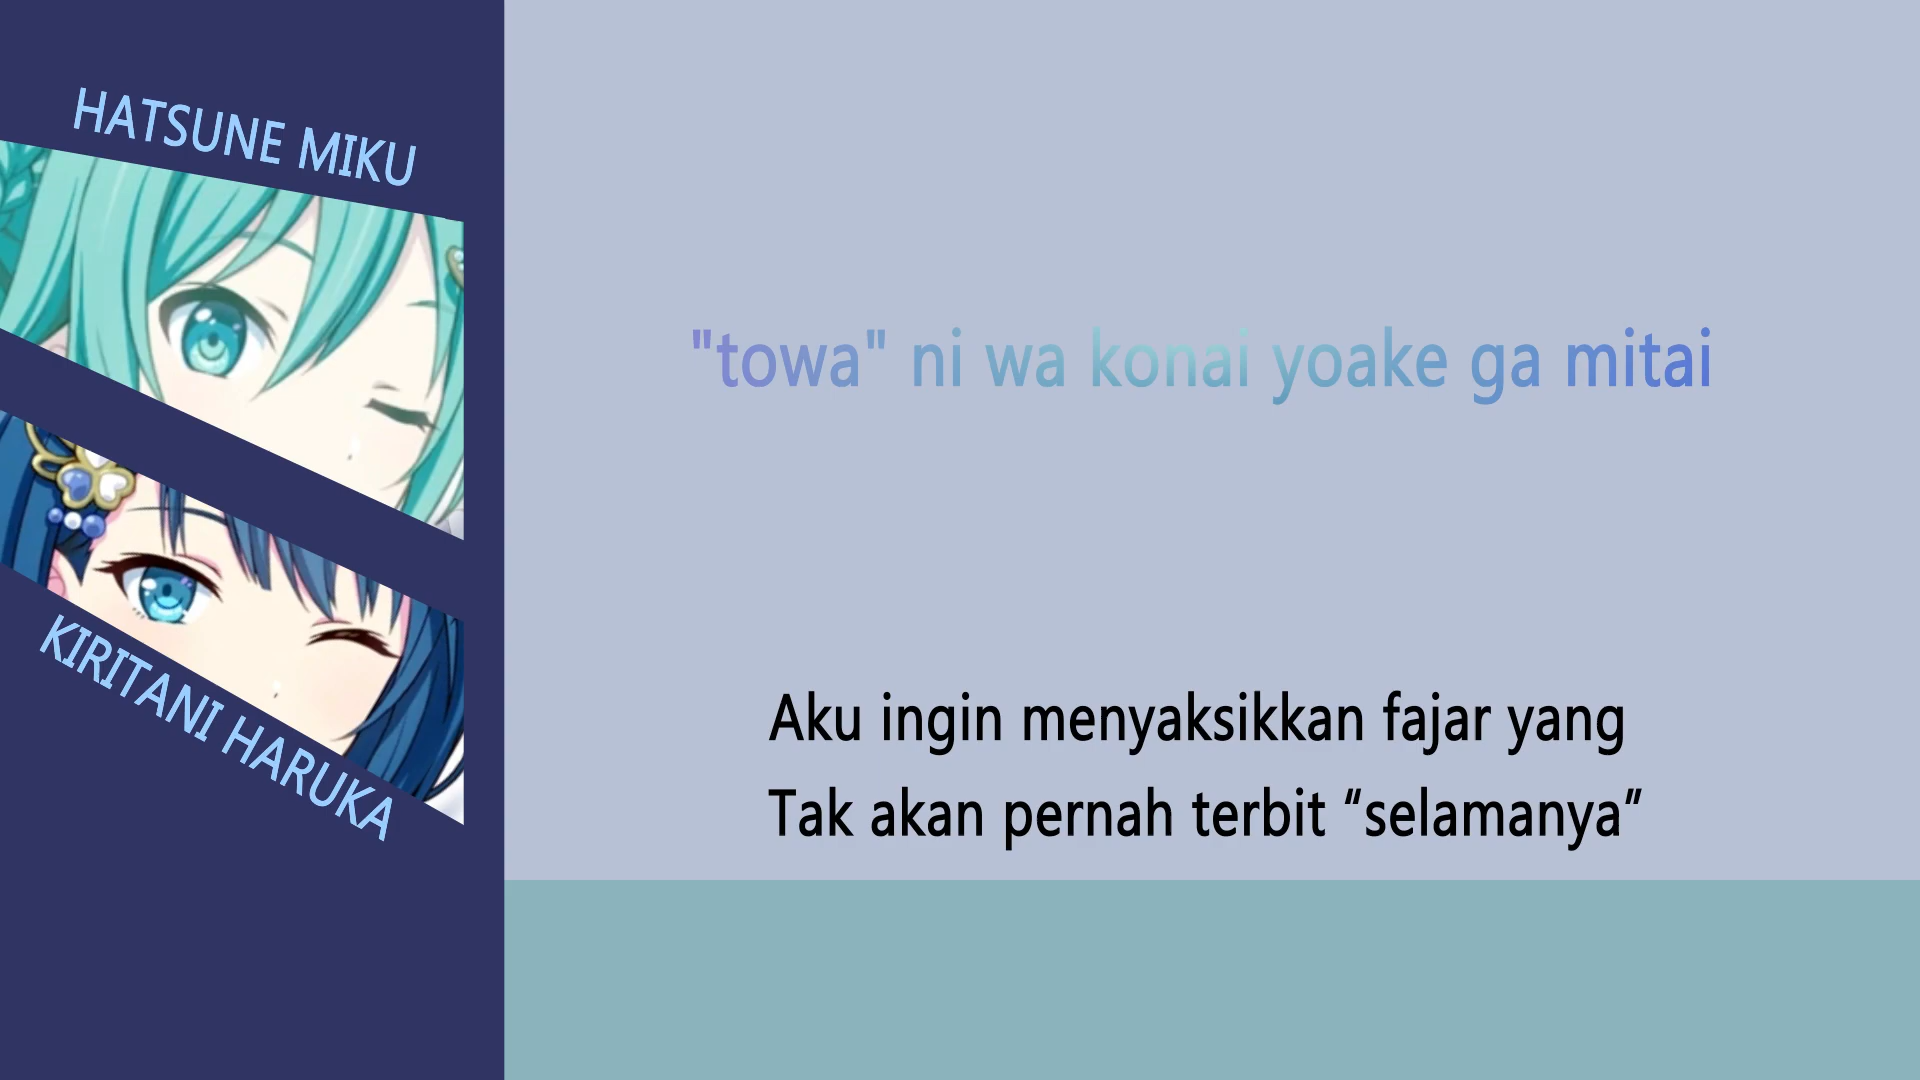 HATSUNE MIKU
KIRITANI HARUKA
"towa" ni wa konai yoake ga mitai
Aku ingin menyaksikkan fajar yang
Tak akan pernah terbit “selamanya”